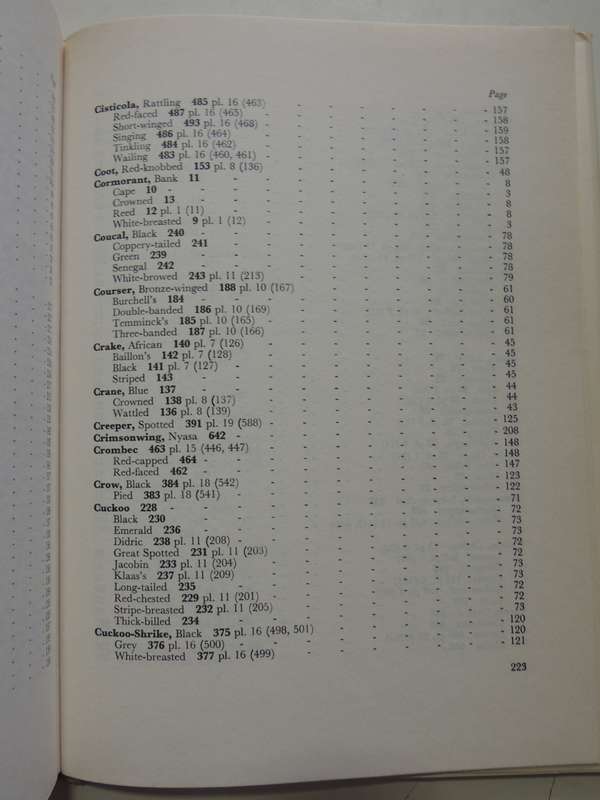 Page
Cisticola, Rattling 485 pl. 16 (463) - - - - - - - 157
Red-faced 487 pl. 16 (465) - - - - - - - 158
Short-winged 493 pl. 16 (468) - - - - - - - 159
Singing 486 pl. 16 (464) - - - - - - - 158
Tinkling 484 pl. 16 (462) - - - - - - - 157
Wailing 483 pl. 16 (460, 461) - - - - - - - 157
Coot, Red-knobbed 153 pl. 8 (136) - - - - - - - 48
Cormorant, Bank 11 - - - - - - - - 8
Cape 10 - - - - - - - - - 3
Crowned 13 - - - - - - - - - 8
Reed 12 pl. 1 (11) - - - - - - - - 8
White-breasted 9 pl. 1 (12) - - - - - - - 3
Coucal, Black 240 - - - - - - - - - 78
Coppery-tailed 241 - - - - - - - - 78
Green 239 - - - - - - - - - 78
Senegal 242 - - - - - - - - - 78
White-browed 243 pl. 11 (213) - - - - - - - 79
Courser, Bronze-winged 188 pl. 10 (167) - - - - - - 61
Burchell's 184 - - - - - - - - - 60
Double-banded 186 pl. 10 (169) - - - - - - - 61
Temminck's 185 pl. 10 (165) - - - - - - - 61
Three-banded 187 pl. 10 (166) - - - - - - - 61
Crake, African 140 pl. 7 (126) - - - - - - - 45
Baillon's 142 pl. 7 (128) - - - - - - - - 45
Black 141 pl. 7 (127) - - - - - - - - 45
Striped 143 - - - - - - - - - 45
Crane, Blue 137 - - - - - - - - - 44
Crowned 138 pl. 8 (137) - - - - - - - - 44
Wattled 136 pl. 8 (139) - - - - - - - - 43
Creeper, Spotted 391 pl. 19 (588) - - - - - - - 125
Crimsonwing, Nyasa 642 - - - - - - - - 208
Crombec 463 pl. 15 (446, 447) - - - - - - - 148
Red-capped 464 - - - - - - - - - 148
Red-faced 462 - - - - - - - - - 147
Crow, Black 384 pl. 18 (542) - - - - - - - 123
Pied 383 pl. 18 (541) - - - - - - - - 122
Cuckoo 228 - - - - - - - - - - 71
Black 230 - - - - - - - - - 72
Emerald 236 - - - - - - - - - 73
Didric 238 pl. 11 (208) - - - - - - - - 73
Great Spotted 231 pl. 11 (203) - - - - - - - 72
Jacobin 233 pl. 11 (204) - - - - - - - - 72
Klaas's 237 pl. 11 (209) - - - - - - - - 73
Long-tailed 235 - - - - - - - - - 73
Red-chested 229 pl. 11 (201) - - - - - - - 72
Stripe-breasted 232 pl. 11 (205) - - - - - - - 72
Thick-billed 234 - - - - - - - - - 73
Cuckoo-Shrike, Black 375 pl. 16 (498, 501) - - - - - - 120
Grey 376 pl. 16 (500) - - - - - - - - 120
White-breasted 377 pl. 16 (499) - - - - - - - 121
223